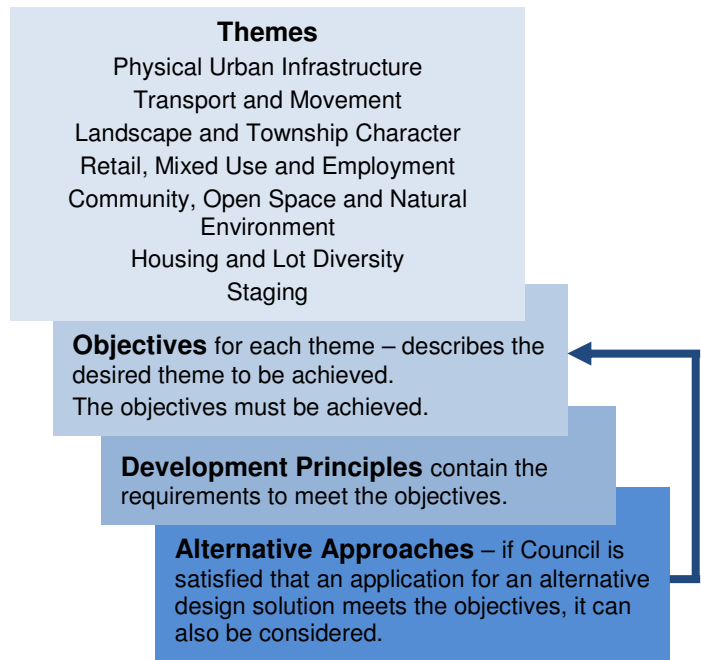 Themes
Physical Urban Infrastructure
Transport and Movement
Landscape and Township Character
Retail, Mixed Use and Employment
Community, Open Space and Natural
Environment
Housing and Lot Diversity
Staging
Objectives for each theme – describes the
desired theme to be achieved.
The objectives must be achieved.
Development Principles contain the
requirements to meet the objectives.
Alternative Approaches – if Council is
satisfied that an application for an alternative
design solution meets the objectives, it can
also be considered.